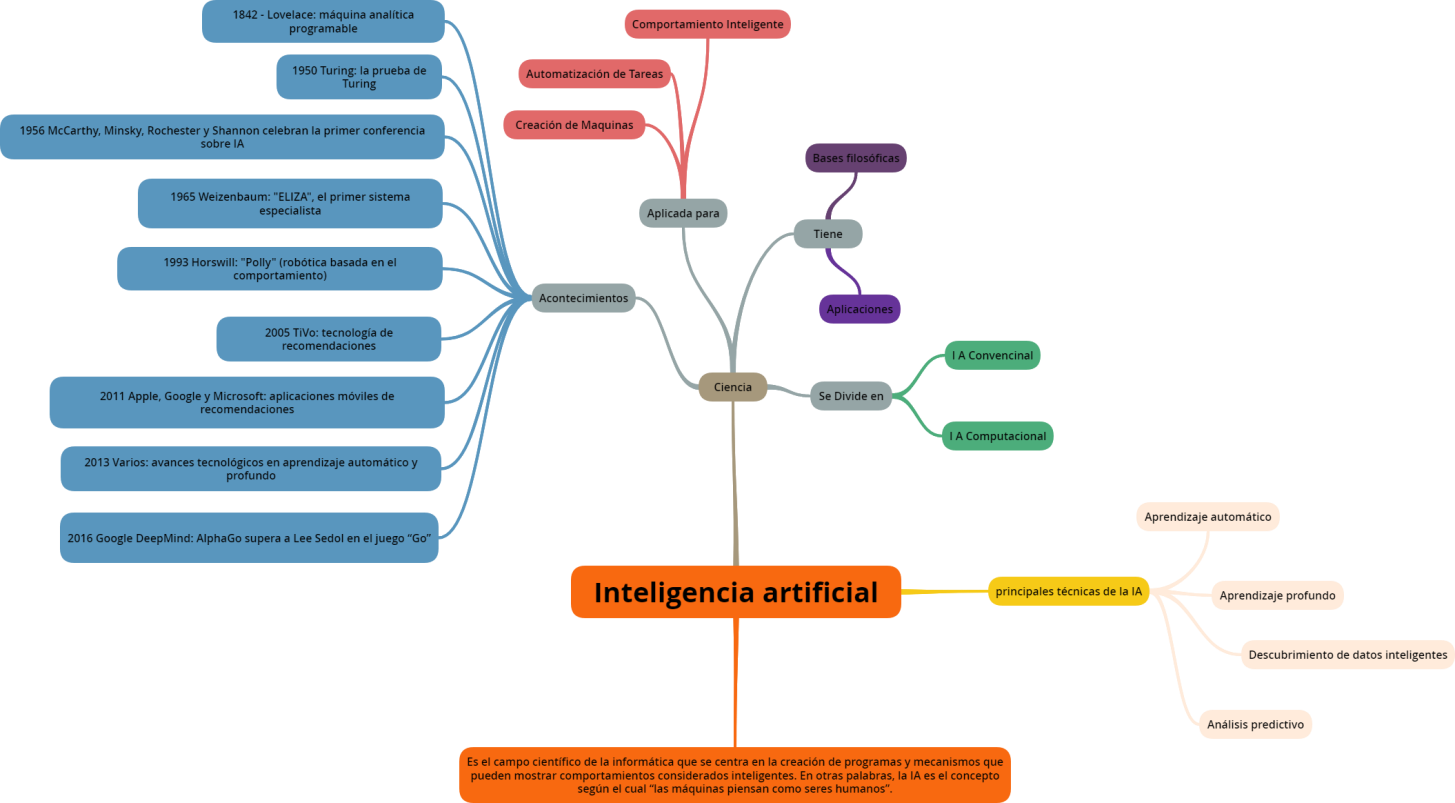 1842 - Lovelace: máquina analítica
programable
1950 Turing: la prueba de
Turing
1956 McCarthy, Minsky, Rochester y Shannon celebran la primer conferencia
sobre IA
1965 Weizenbaum: "ELIZA", el primer sistema
especialista
1993 Horswill: "Polly" (robótica basada en el
comportamiento)
2005 TiVo: tecnología de
recomendaciones
2011 Apple, Google y Microsoft: aplicaciones móviles de
recomendaciones
2013 Varios: avances tecnológicos en aprendizaje automático y
profundo
2016 Google DeepMind: AlphaGo supera a Lee Sedol en el juego “Go”
Acontecimientos
Comportamiento Inteligente
Automatización de Tareas
Creación de Maquinas
Aplicada para
Bases filosóficas
Tiene
Aplicaciones
Ciencia
Se Divide en
I A Convencinal
I A Computacional
Inteligencia artificial
principales técnicas de la IA
Aprendizaje automático
Aprendizaje profundo
Descubrimiento de datos inteligentes
Análisis predictivo
Es el campo científico de la informática que se centra en la creación de programas y mecanismos que
pueden mostrar comportamientos considerados inteligentes. En otras palabras, la IA es el concepto
según el cual “las máquinas piensan como seres humanos”.